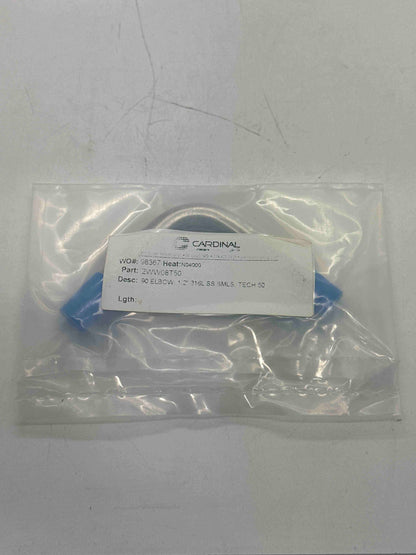 CARDINAL
WO#: 98367 Heat:
Part: 2WW08T50
Desc: 90 ELBOW, 1/2" 316L SS SMLS, TECH 50
Lgth: